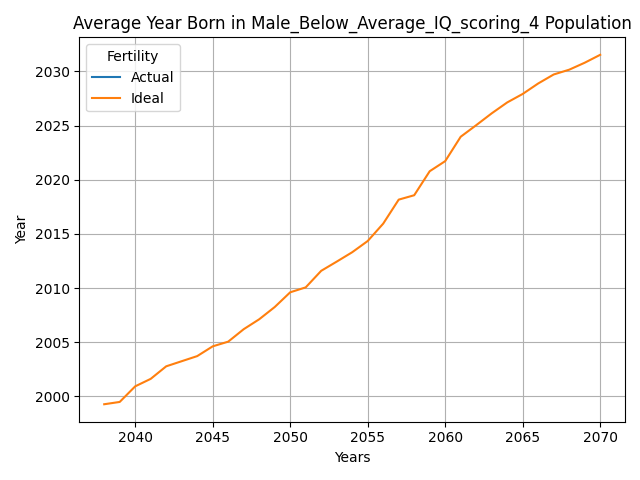 Average Year Born in Male_Below_Average_IQ_scoring_4 Population
Fertility
Actual
Ideal
Year
2030
2025
2020
2015
2010
2005
2000
2040 2045 2050 2055 2060 2065 2070
Years